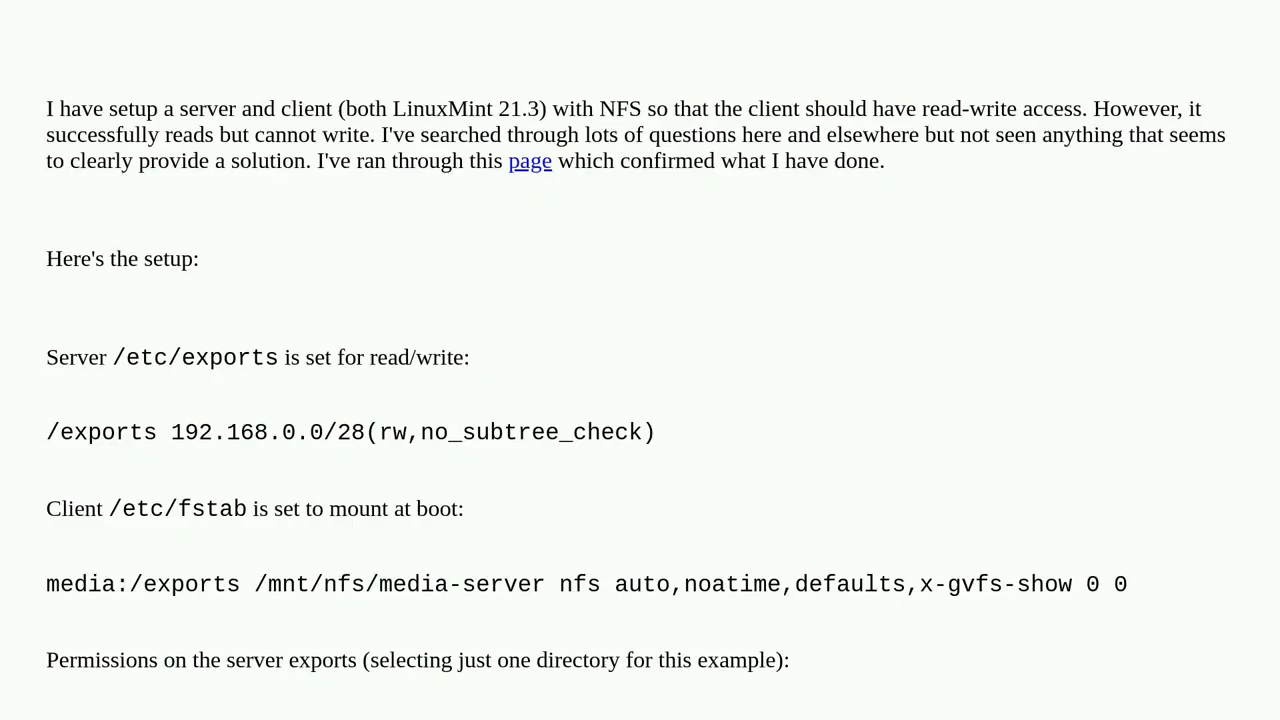 I have setup a server and client (both LinuxMint 21.3) with NFS so that the client should have read-write access. However, it
successfully reads but cannot write. I've searched through lots of questions here and elsewhere but not seen anything that seems
to clearly provide a solution. I've ran through this page which confirmed what I have done.
Here's the setup:
Server /etc/exports is set for read/write:
/exports 192.168.0.0/28(rw,no_subtree_check)
Client /etc/fstab is set to mount at boot:
media:/exports /mnt/nfs/media-server nfs auto,noatime,defaults,x-gvfs-show 0 0
Permissions on the server exports (selecting just one directory for this example):